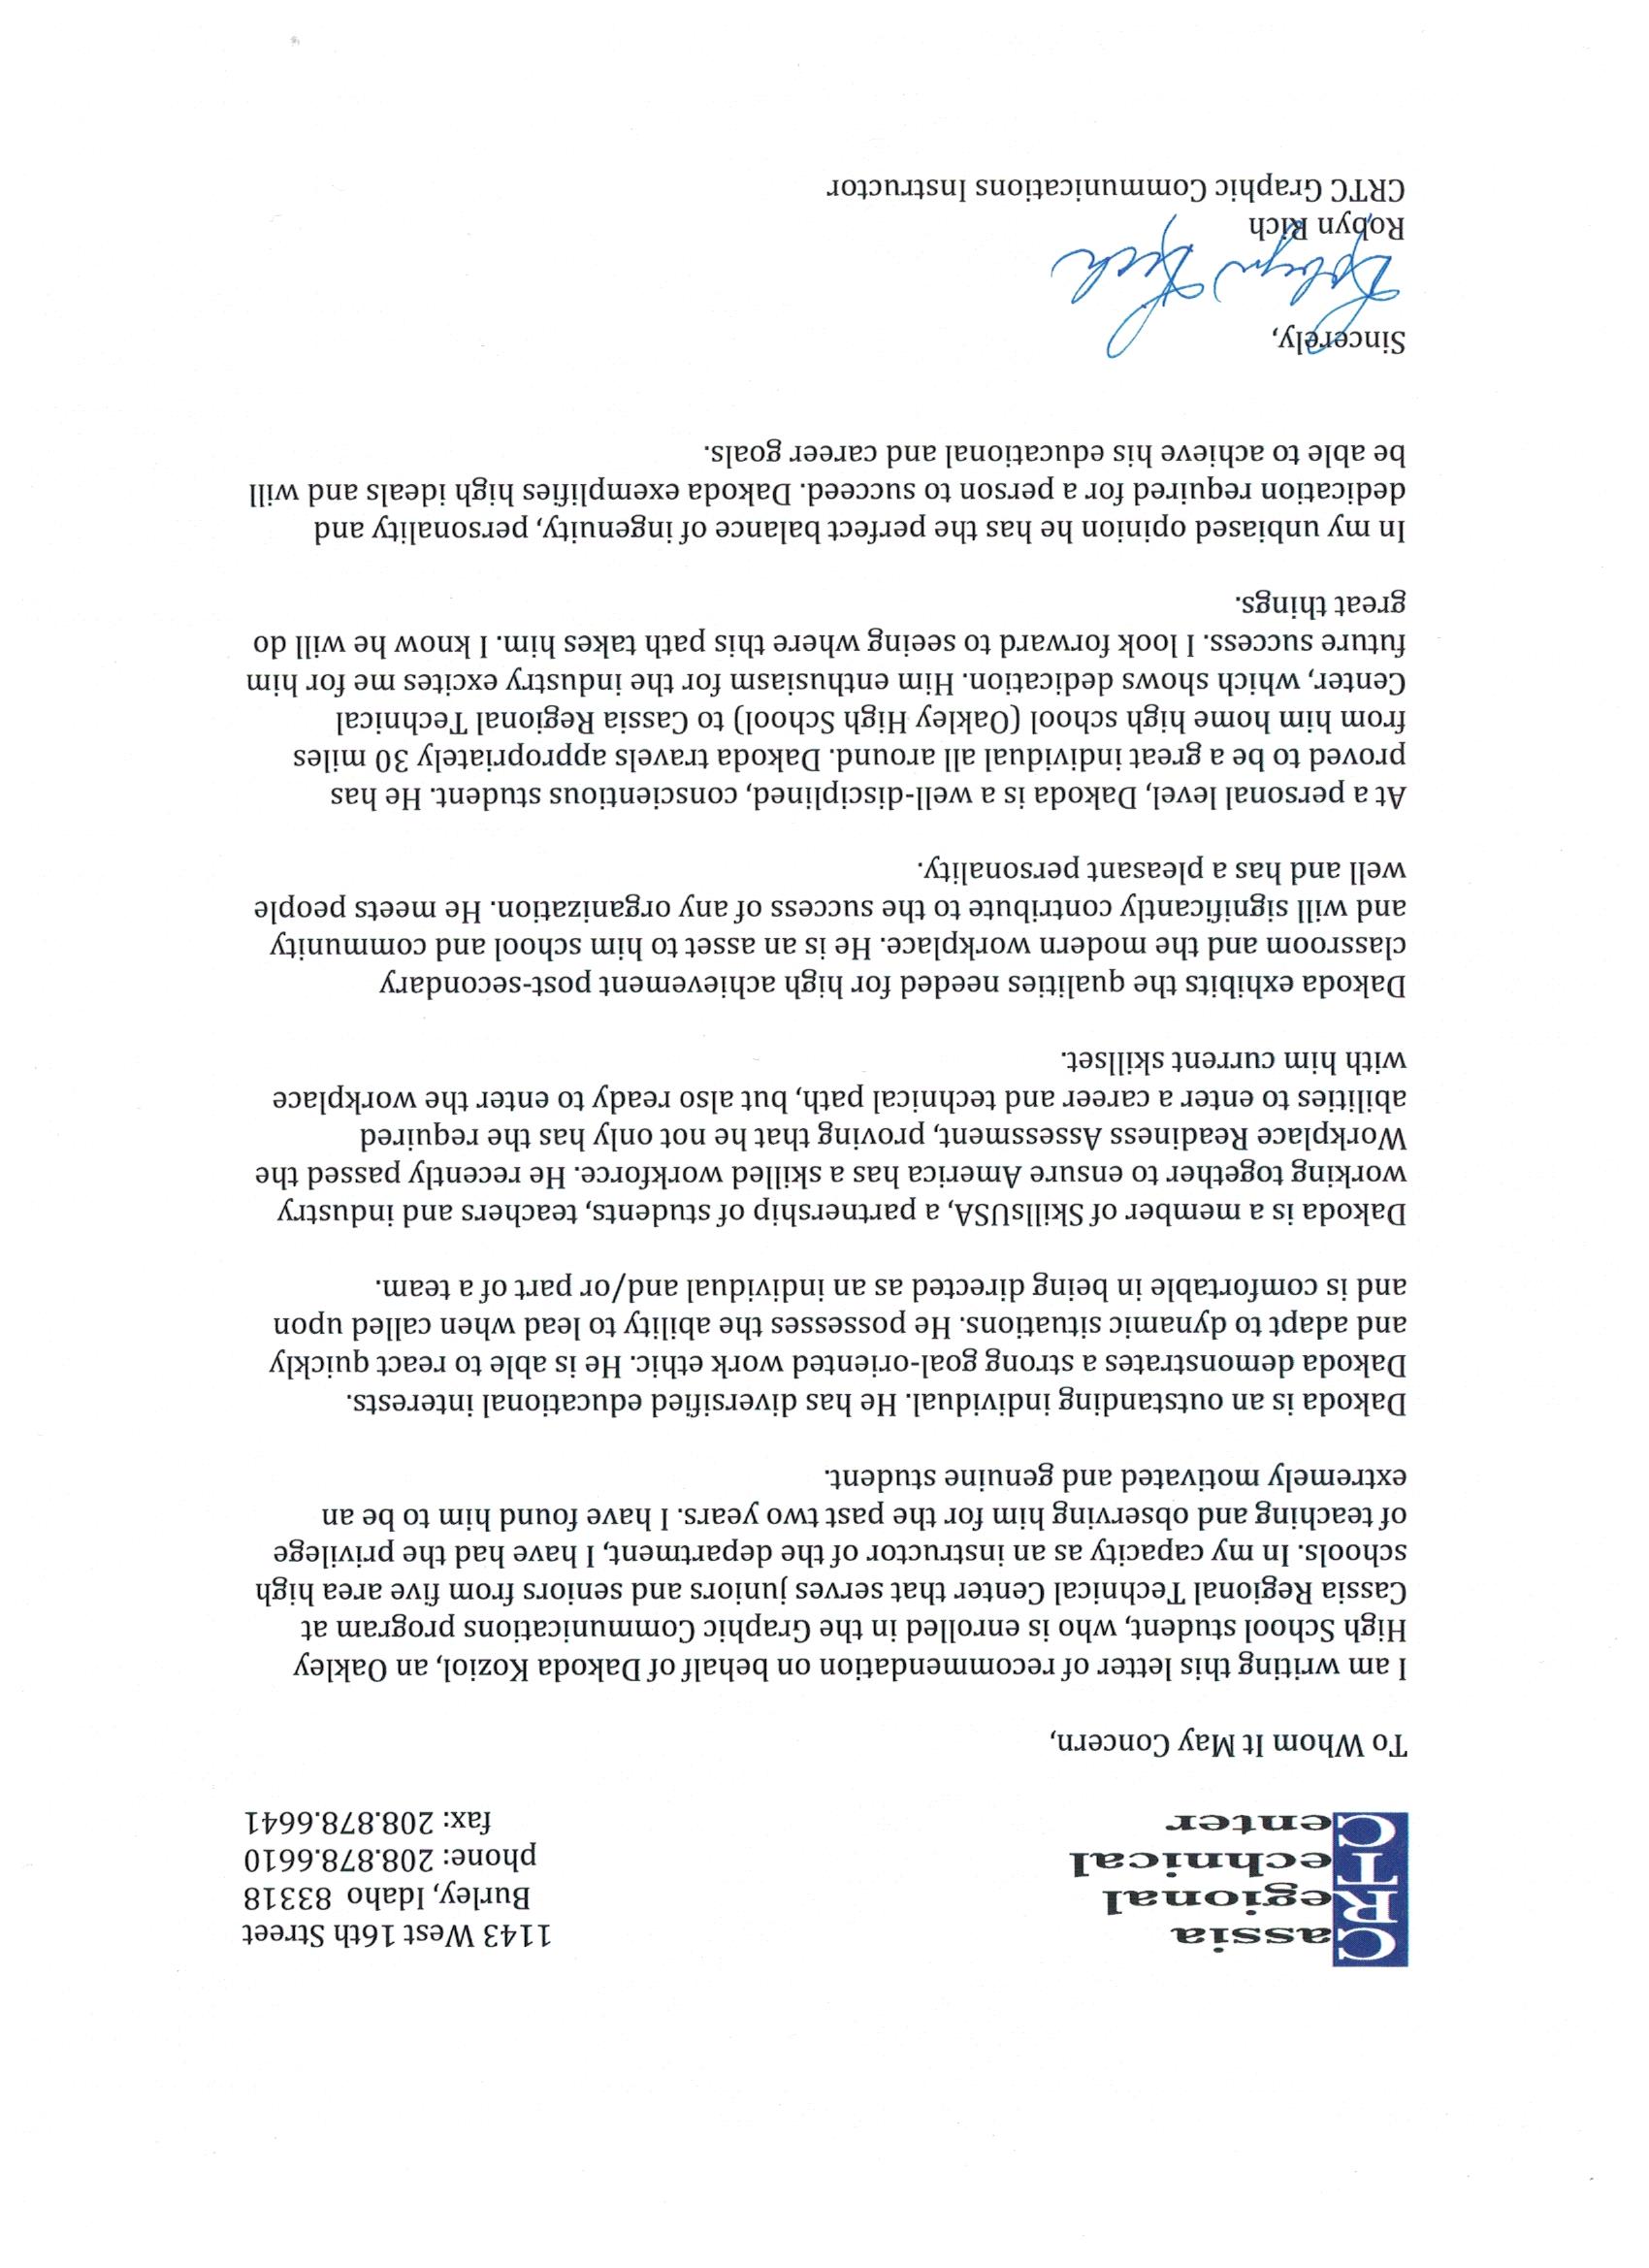 Cassia
Regional
Technical
Center
1143 West 16th Street
Burley, Idaho 83318
phone: 208.878.6610
fax: 208.878.6641
To Whom It May Concern,
I am writing this letter of recommendation on behalf of Dakoda Koziol, an Oakley
High School student, who is enrolled in the Graphic Communications program at
Cassia Regional Technical Center that serves juniors and seniors from five area high
schools. In my capacity as an instructor of the department, I have had the privilege
of teaching and observing him for the past two years. I have found him to be an
extremely motivated and genuine student.
Dakoda is an outstanding individual. He has diversified educational interests.
Dakoda demonstrates a strong goal-oriented work ethic. He is able to react quickly
and adapt to dynamic situations. He possesses the ability to lead when called upon
and is comfortable in being directed as an individual and/or part of a team.
Dakoda is a member of SkillsUSA, a partnership of students, teachers and industry
working together to ensure America has a skilled workforce. He recently passed the
Workplace Readiness Assessment, proving that he not only has the required
abilities to enter a career and technical path, but also ready to enter the workplace
with him current skillset.
Dakoda exhibits the qualities needed for high achievement post-secondary
classroom and the modern workplace. He is an asset to him school and community
and will significantly contribute to the success of any organization. He meets people
well and has a pleasant personality.
At a personal level, Dakoda is a well-disciplined, conscientious student. He has
proved to be a great individual all around. Dakoda travels appropriately 30 miles
from him home high school (Oakley High School) to Cassia Regional Technical
Center, which shows dedication. Him enthusiasm for the industry excites me for him
future success. I look forward to seeing where this path takes him. I know he will do
great things.
In my unbiased opinion he has the perfect balance of ingenuity, personality and
dedication required for a person to succeed. Dakoda exemplifies high ideals and will
be able to achieve his educational and career goals.
Sincerely,
Robyn Rich
Robyn Rich
CRTC Graphic Communications Instructor